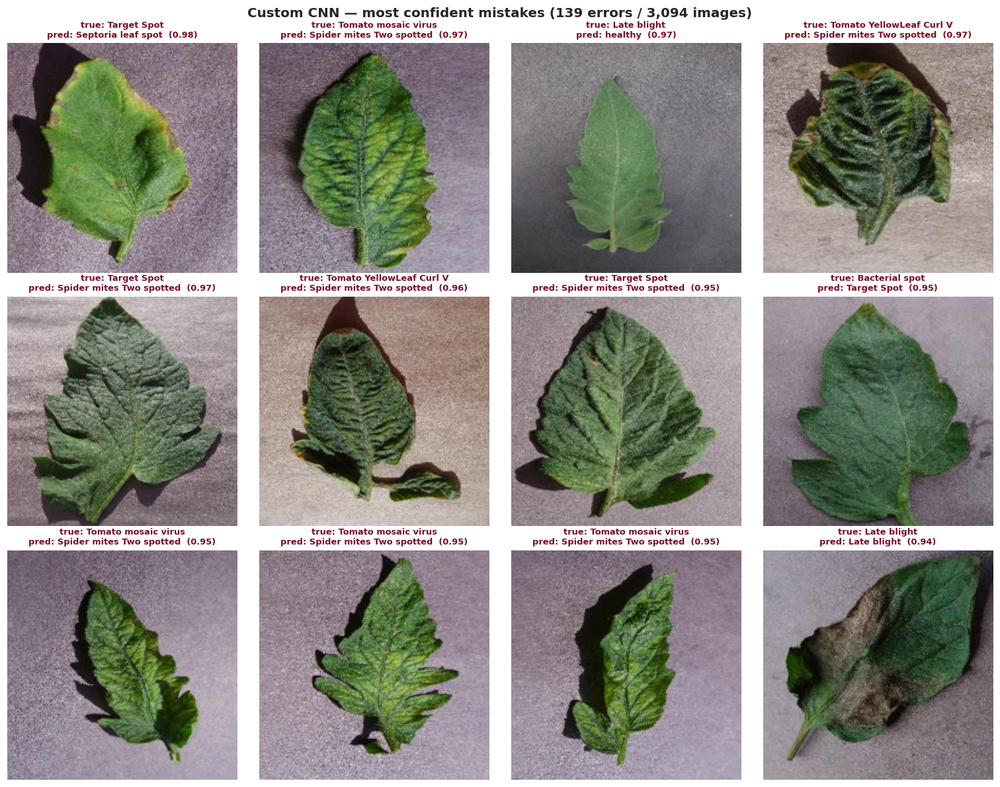 Custom CNN — most confident mistakes (139 errors / 3,094 images)
true: Target Spot
pred: Septoria leaf spot  (0.98)
true: Tomato mosaic virus
pred: Spider mites Two spotted  (0.97)
true: Late blight
pred: healthy  (0.97)
true: Tomato YellowLeaf Curl V
pred: Spider mites Two spotted  (0.97)
true: Target Spot
pred: Spider mites Two spotted  (0.97)
true: Tomato YellowLeaf Curl V
pred: Spider mites Two spotted  (0.96)
true: Target Spot
pred: Spider mites Two spotted  (0.95)
true: Bacterial spot
pred: Target Spot  (0.95)
true: Tomato mosaic virus
pred: Spider mites Two spotted  (0.95)
true: Tomato mosaic virus
pred: Spider mites Two spotted  (0.95)
true: Tomato mosaic virus
pred: Spider mites Two spotted  (0.95)
true: Late blight
pred: Late blight  (0.94)